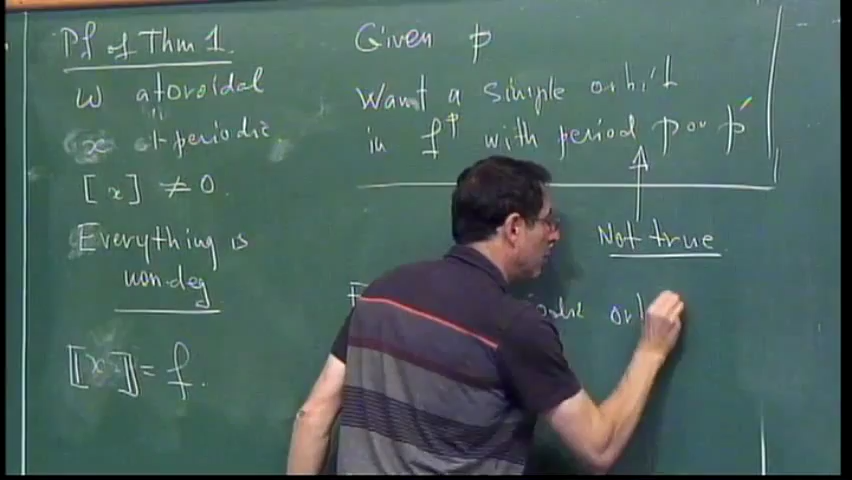 Pf of Thm 1.
ω atoroidal
x 1-periodic
[x] ≠ 0.
Everything is
non-deg
[[x]] = f.
Given p
Want a simple orbit
in f^p with period p or p'
Not true
orb